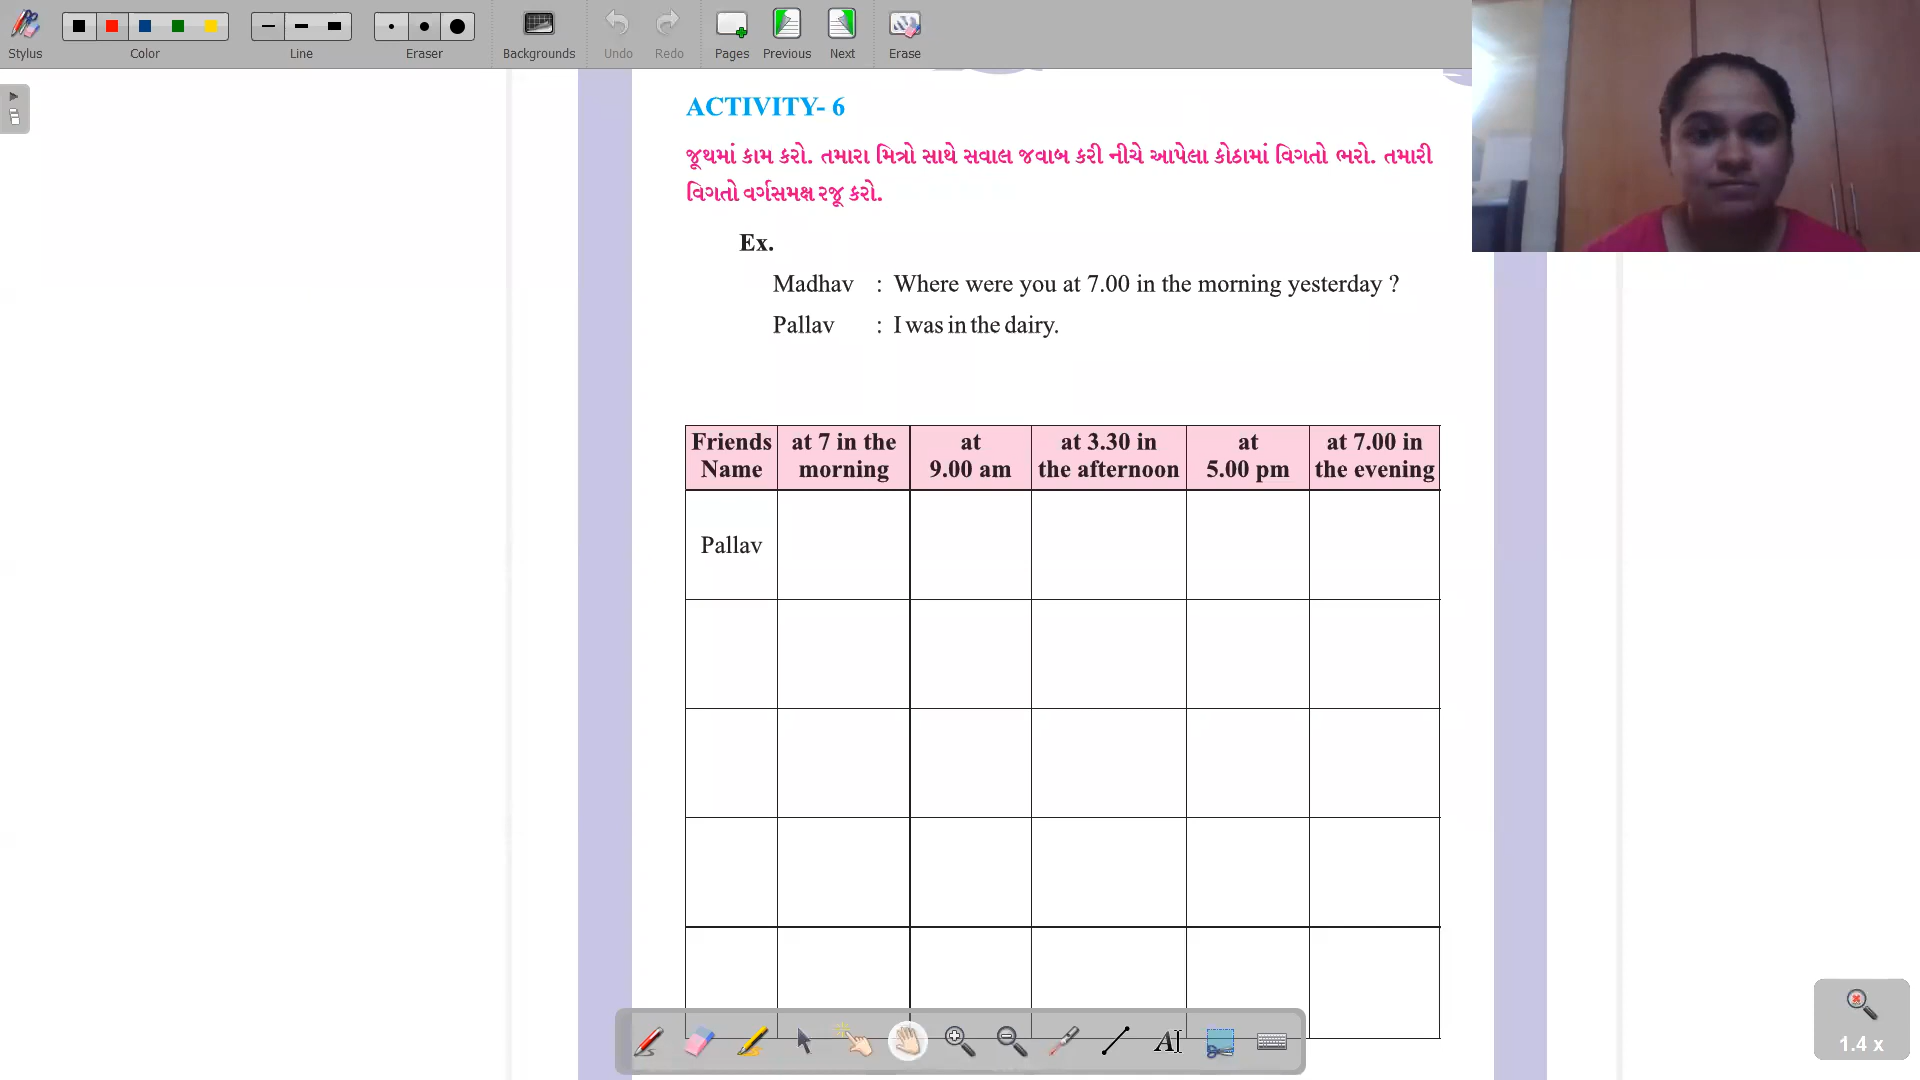 Stylus
Color
Line
Eraser
Backgrounds
Undo
Redo
Pages
Previous
Next
Erase
ACTIVITY- 6
જૂથમાં કામ કરો. તમારા મિત્રો સાથે સવાલ જવાબ કરી નીચે આપેલા કોઠામાં વિગતો ભરો. તમારી
વિગતો વર્ગસમક્ષ રજૂ કરો.
Ex.
Madhav : Where were you at 7.00 in the morning yesterday ?
Pallav : I was in the dairy.
Friends Name
at 7 in the morning
at 9.00 am
at 3.30 in the afternoon
at 5.00 pm
at 7.00 in the evening
Pallav
1.4 x